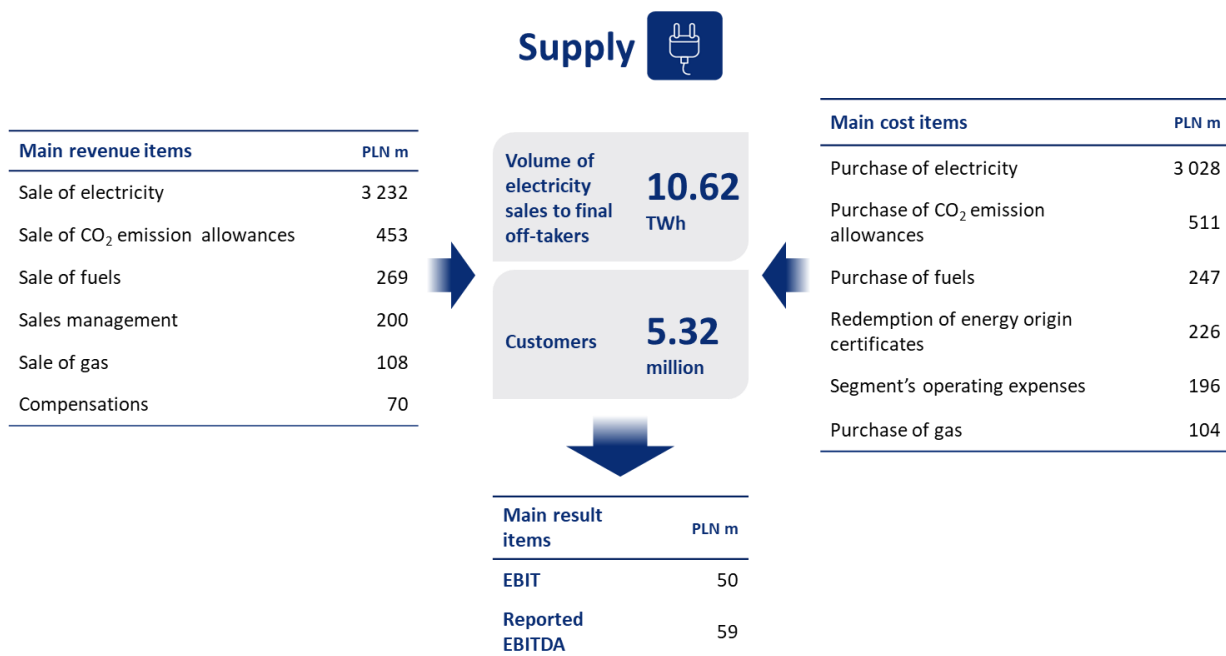 Supply
Main revenue items PLN m
Sale of electricity 3 232
Sale of CO₂ emission allowances 453
Sale of fuels 269
Sales management 200
Sale of gas 108
Compensations 70
Volume of
electricity
sales to final
off-takers
10.62
TWh
Customers
5.32
million
Main cost items PLN m
Purchase of electricity 3 028
Purchase of CO₂ emission
allowances 511
Purchase of fuels 247
Redemption of energy origin
certificates 226
Segment's operating expenses 196
Purchase of gas 104
Main result
items PLN m
EBIT 50
Reported
EBITDA 59